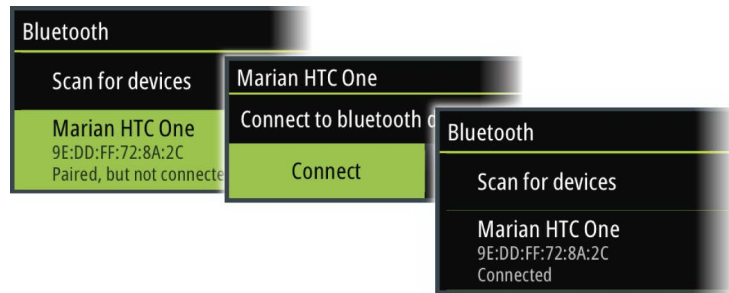 Bluetooth
Scan for devices
Marian HTC One
9E:DD:FF:72:8A:2C
Paired, but not connecte
Marian HTC One
Connect to bluetooth
Connect
Bluetooth
Scan for devices
Marian HTC One
9E:DD:FF:72:8A:2C
Connected